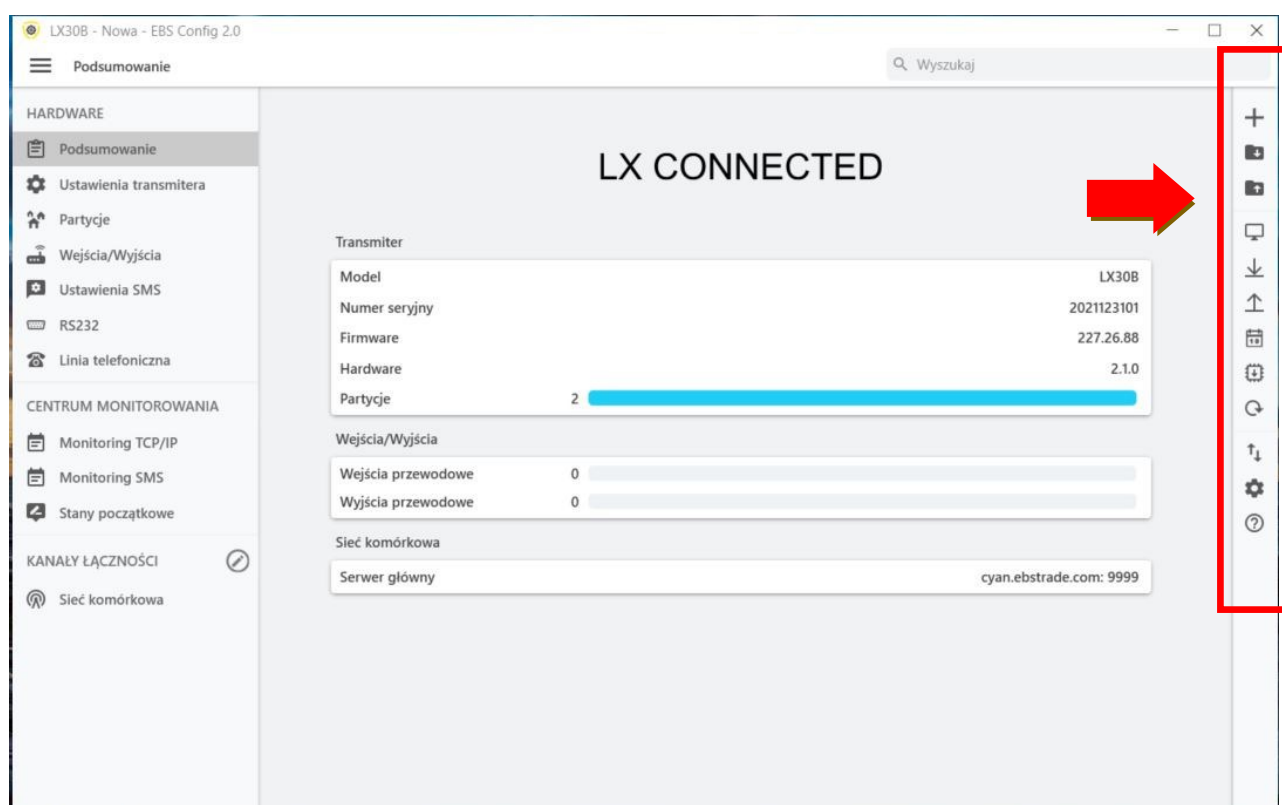 LX30B - Nowa - EBS Config 2.0
Podsumowanie
Wyszukaj
HARDWARE
Podsumowanie
Ustawienia transmitera
Partycje
Wejścia/Wyjścia
Ustawienia SMS
RS232
Linia telefoniczna
CENTRUM MONITOROWANIA
Monitoring TCP/IP
Monitoring SMS
Stany początkowe
KANAŁY ŁĄCZNOŚCI
Sieć komórkowa
LX CONNECTED
Transmiter
Model LX30B
Numer seryjny 2021123101
Firmware 227.26.88
Hardware 2.1.0
Partycje 2
Wejścia/Wyjścia
Wejścia przewodowe 0
Wyjścia przewodowe 0
Sieć komórkowa
Serwer główny cyan.ebstrade.com: 9999